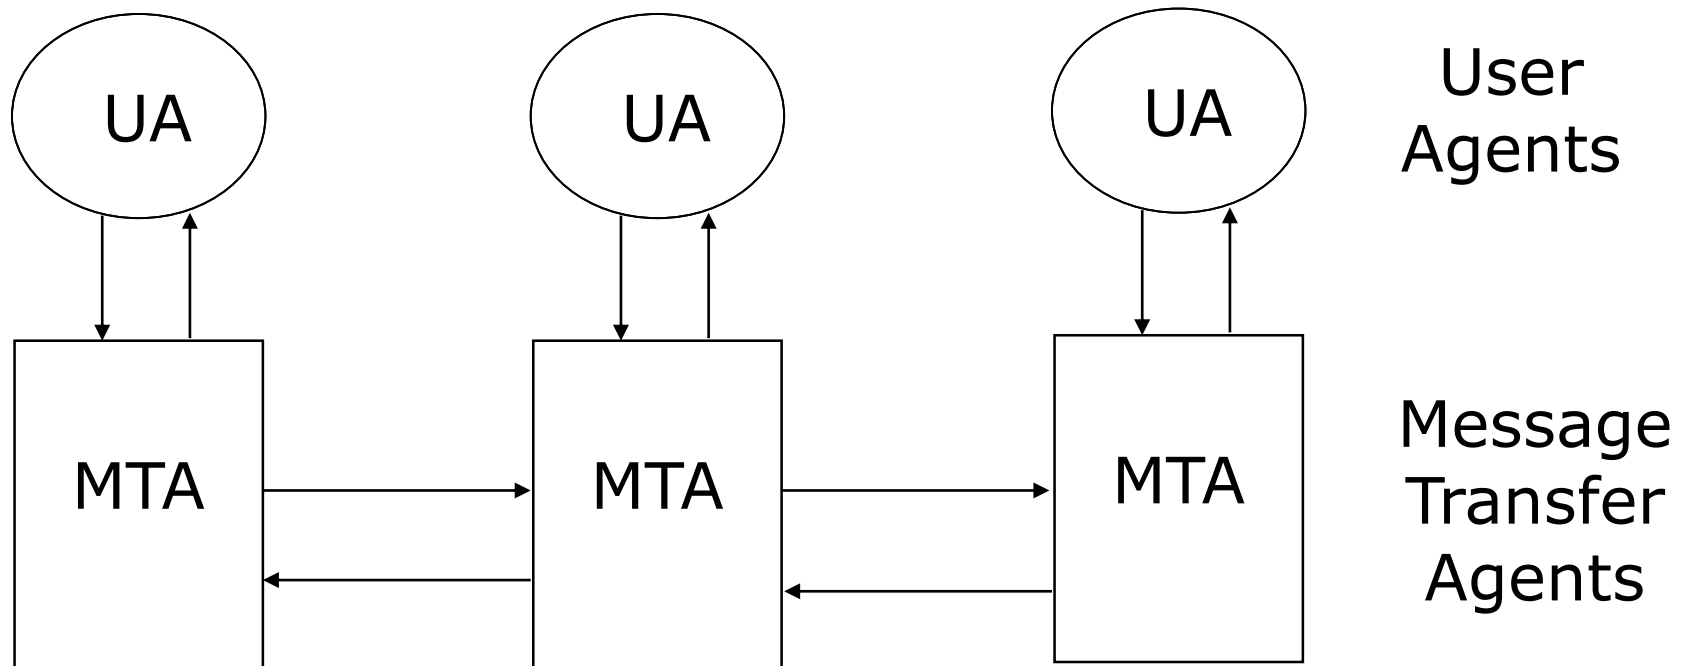 UA
UA
UA
User
Agents
MTA
MTA
MTA
Message
Transfer
Agents